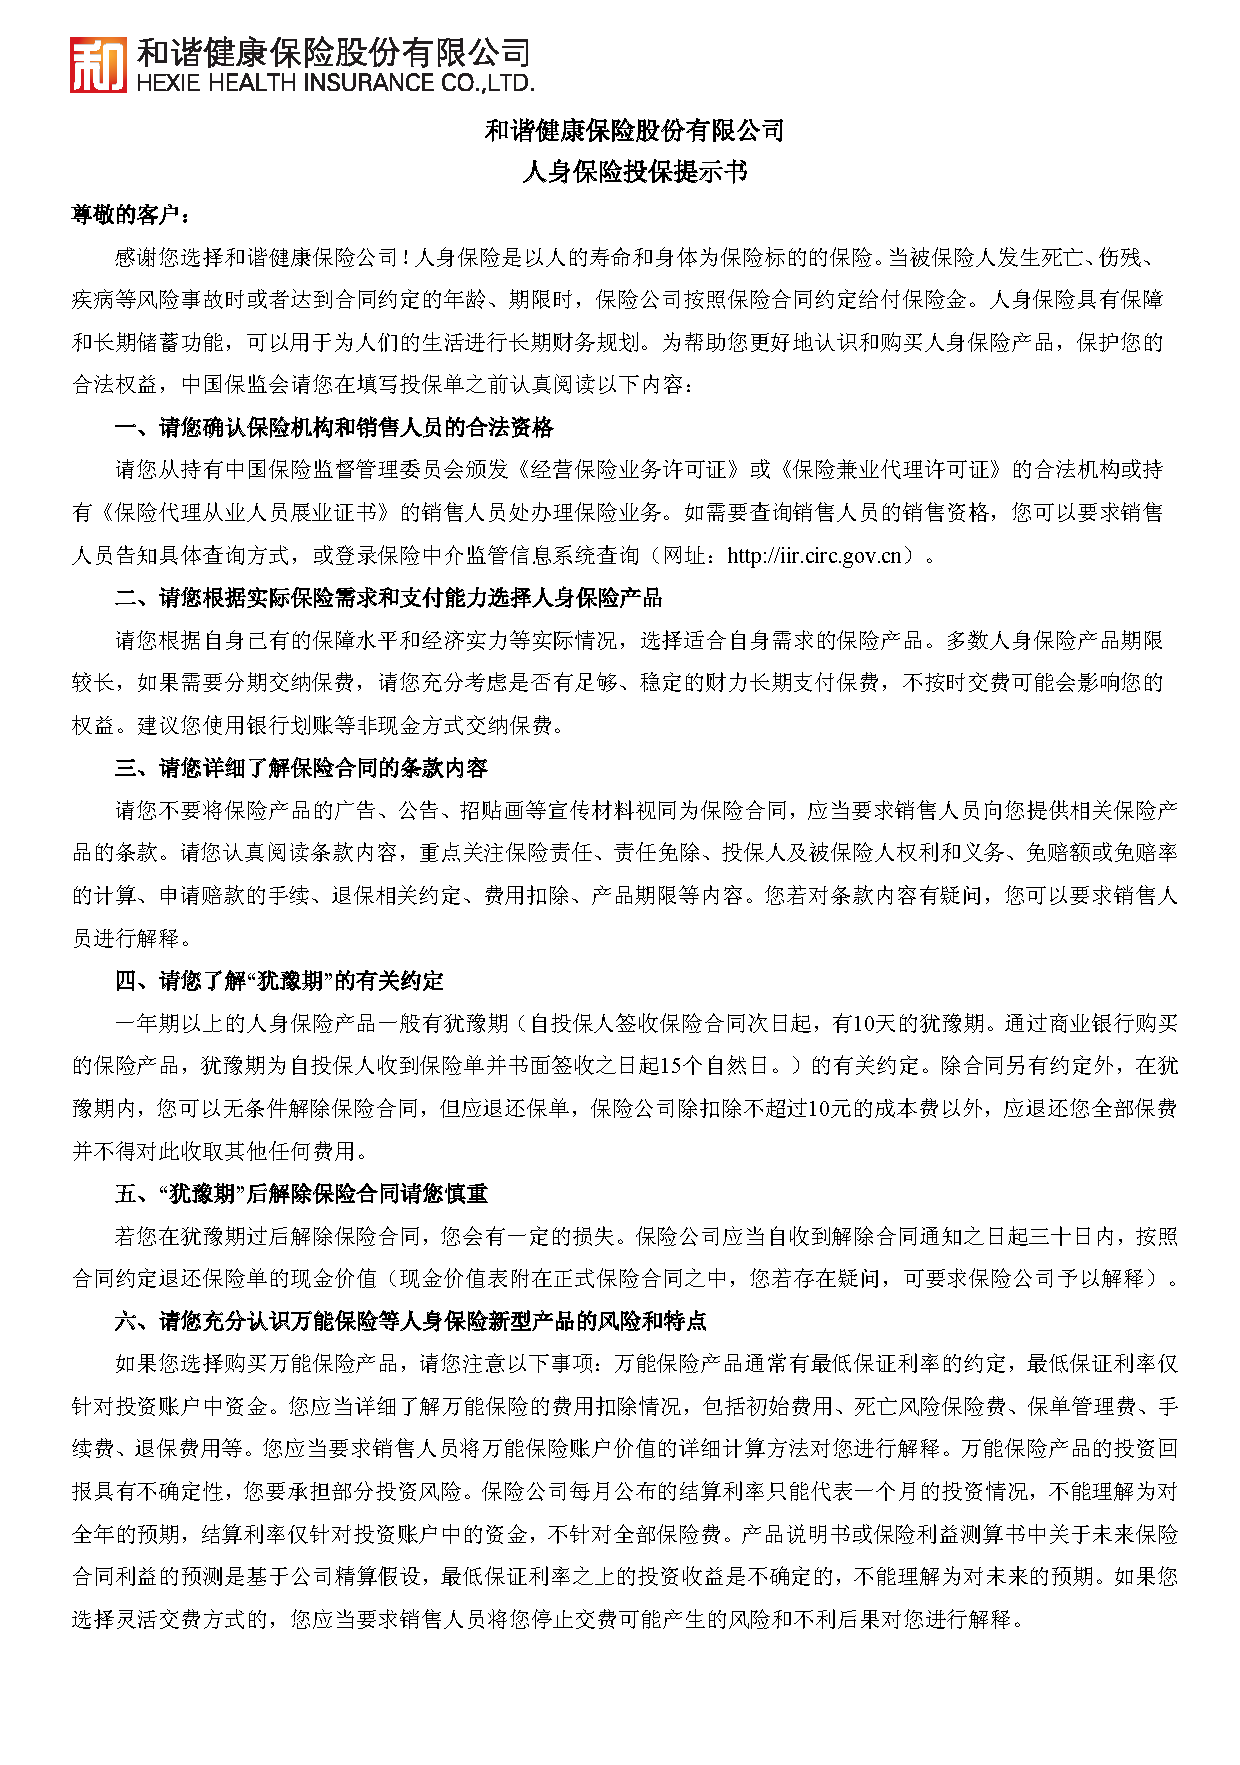 和谐健康保险股份有限公司
HEXIE HEALTH INSURANCE CO.,LTD.
和谐健康保险股份有限公司
人身保险投保提示书
尊敬的客户：
感谢您选择和谐健康保险公司！人身保险是以人的寿命和身体为保险标的的保险。当被保险人发生死亡、伤残、
疾病等风险事故时或者达到合同约定的年龄、期限时，保险公司按照保险合同约定给付保险金。人身保险具有保障
和长期储蓄功能，可以用于为人们的生活进行长期财务规划。为帮助您更好地认识和购买人身保险产品，保护您的
合法权益，中国保监会请您在填写投保单之前认真阅读以下内容：
一、请您确认保险机构和销售人员的合法资格
请您从持有中国保险监督管理委员会颁发《经营保险业务许可证》或《保险兼业代理许可证》的合法机构或持
有《保险代理从业人员展业证书》的销售人员处办理保险业务。如需要查询销售人员的销售资格，您可以要求销售
人员告知具体查询方式，或登录保险中介监管信息系统查询（网址：http://iir.circ.gov.cn）。
二、请您根据实际保险需求和支付能力选择人身保险产品
请您根据自身已有的保障水平和经济实力等实际情况，选择适合自身需求的保险产品。多数人身保险产品期限
较长，如果需要分期交纳保费，请您充分考虑是否有足够、稳定的财力长期支付保费，不按时交费可能会影响您的
权益。建议您使用银行划账等非现金方式交纳保费。
三、请您详细了解保险合同的条款内容
请您不要将保险产品的广告、公告、招贴画等宣传材料视同为保险合同，应当要求销售人员向您提供相关保险产
品的条款。请您认真阅读条款内容，重点关注保险责任、责任免除、投保人及被保险人权利和义务、免赔额或免赔率
的计算、申请赔款的手续、退保相关约定、费用扣除、产品期限等内容。您若对条款内容有疑问，您可以要求销售人
员进行解释。
四、请您了解“犹豫期”的有关约定
一年期以上的人身保险产品一般有犹豫期（自投保人签收保险合同次日起，有10天的犹豫期。通过商业银行购买
的保险产品，犹豫期为自投保人收到保险单并书面签收之日起15个自然日。）的有关约定。除合同另有约定外，在犹
豫期内，您可以无条件解除保险合同，但应退还保单，保险公司除扣除不超过10元的成本费以外，应退还您全部保费
并不得对此收取其他任何费用。
五、“犹豫期”后解除保险合同请您慎重
若您在犹豫期过后解除保险合同，您会有一定的损失。保险公司应当自收到解除合同通知之日起三十日内，按照
合同约定退还保险单的现金价值（现金价值表附在正式保险合同之中，您若存在疑问，可要求保险公司予以解释）。
六、请您充分认识万能保险等人身保险新型产品的风险和特点
如果您选择购买万能保险产品，请您注意以下事项：万能保险产品通常有最低保证利率的约定，最低保证利率仅
针对投资账户中资金。您应当详细了解万能保险的费用扣除情况，包括初始费用、死亡风险保险费、保单管理费、手
续费、退保费用等。您应当要求销售人员将万能保险账户价值的详细计算方法对您进行解释。万能保险产品的投资回
报具有不确定性，您要承担部分投资风险。保险公司每月公布的结算利率只能代表一个月的投资情况，不能理解为对
全年的预期，结算利率仅针对投资账户中的资金，不针对全部保险费。产品说明书或保险利益测算书中关于未来保险
合同利益的预测是基于公司精算假设，最低保证利率之上的投资收益是不确定的，不能理解为对未来的预期。如果您
选择灵活交费方式的，您应当要求销售人员将您停止交费可能产生的风险和不利后果对您进行解释。